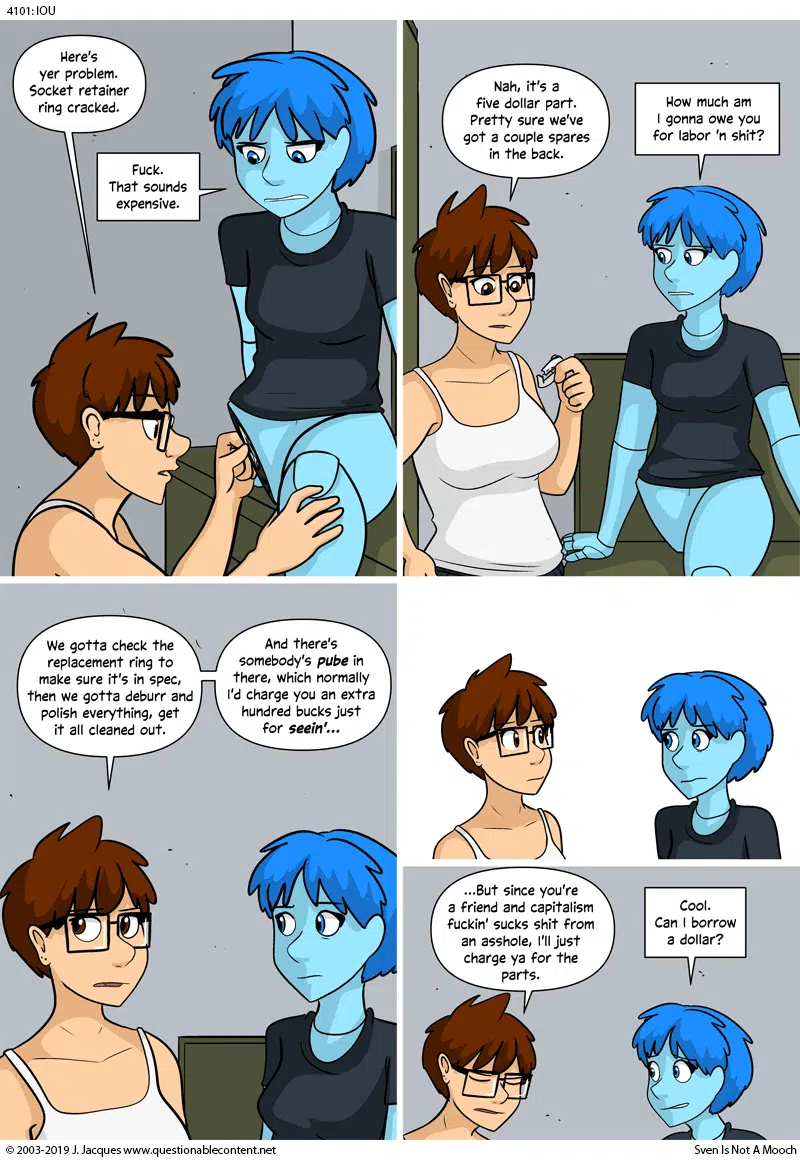 4101: IOU
Here's
yer problem.
Socket retainer
ring cracked.
Fuck.
That sounds
expensive.
Nah, it's a
five dollar part.
Pretty sure we've
got a couple spares
in the back.
How much am
I gonna owe you
for labor 'n shit?
We gotta check the
replacement ring to
make sure it's in spec,
then we gotta deburr and
polish everything, get
it all cleaned out.
And there's
somebody's pube in
there, which normally
I'd charge you an extra
hundred bucks just
for seein'...
...But since you're
a friend and capitalism
fuckin' sucks shit from
an asshole, I'll just
charge ya for the
parts.
Cool.
Can I borrow
a dollar?
© 2003-2019 J. Jacques www.questionablecontent.net
Sven Is Not A Mooch